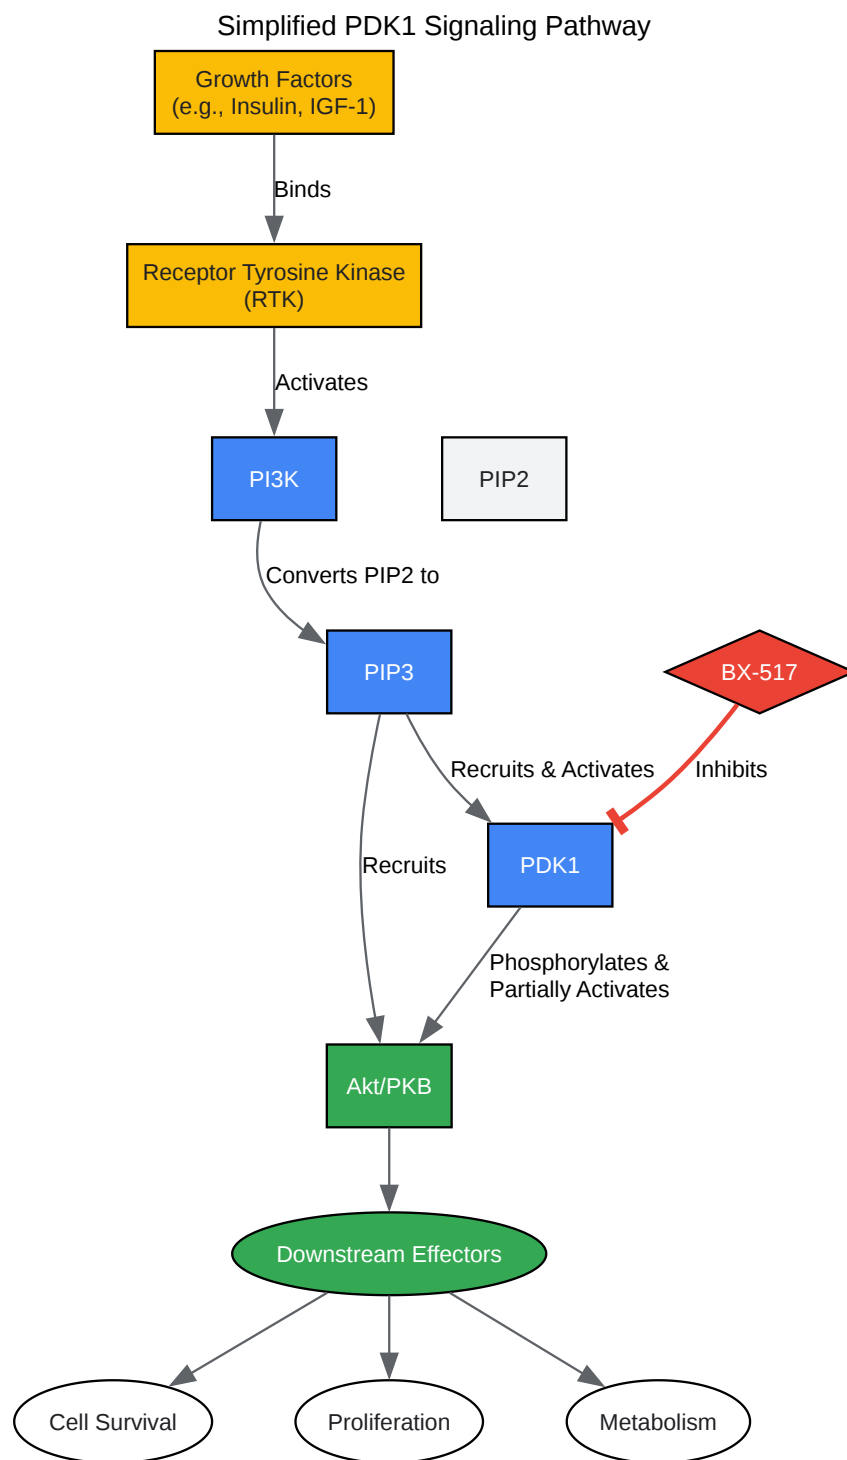 Simplified PDK1 Signaling Pathway
Growth Factors
(e.g., Insulin, IGF-1)
Binds
Receptor Tyrosine Kinase
(RTK)
Activates
PI3K
PIP2
Converts PIP2 to
PIP3
BX-517
Recruits & Activates
Inhibits
Recruits
PDK1
Phosphorylates &
Partially Activates
Akt/PKB
Downstream Effectors
Cell Survival
Proliferation
Metabolism